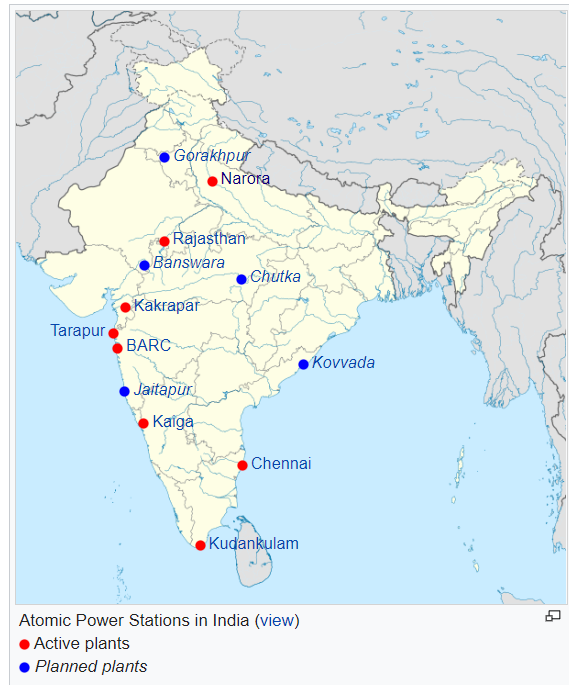 Gorakhpur
Narora
Rajasthan
Banswara
Chutka
Kakrapar
Tarapur
BARC
Kovvada
Jaitapur
Kaiga
Chennai
Kudankulam
Atomic Power Stations in India (view)
Active plants
Planned plants